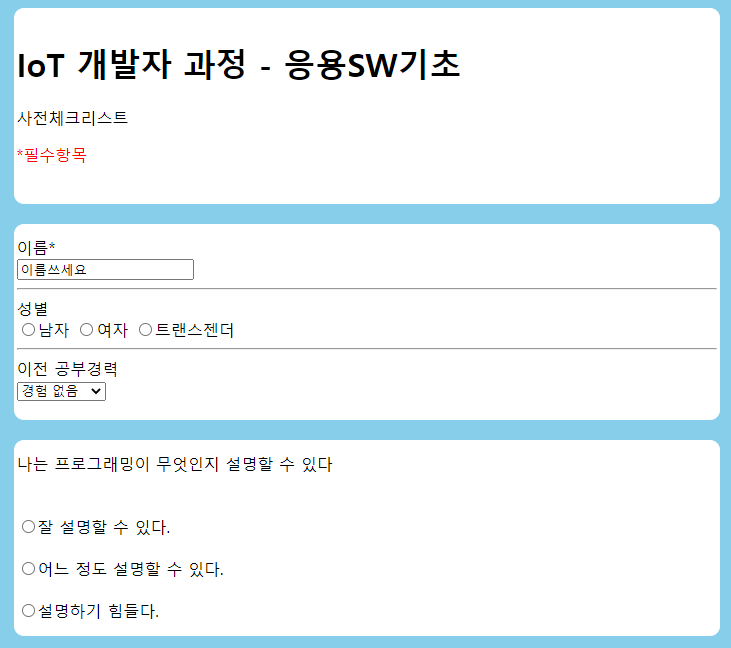 IoT 개발자 과정 - 응용SW기초
사전체크리스트
*필수항목
이름*
이름쓰세요
성별
남자 여자 트랜스젠더
이전 공부경력
경험 없음
나는 프로그래밍이 무엇인지 설명할 수 있다
잘 설명할 수 있다.
어느 정도 설명할 수 있다.
설명하기 힘들다.